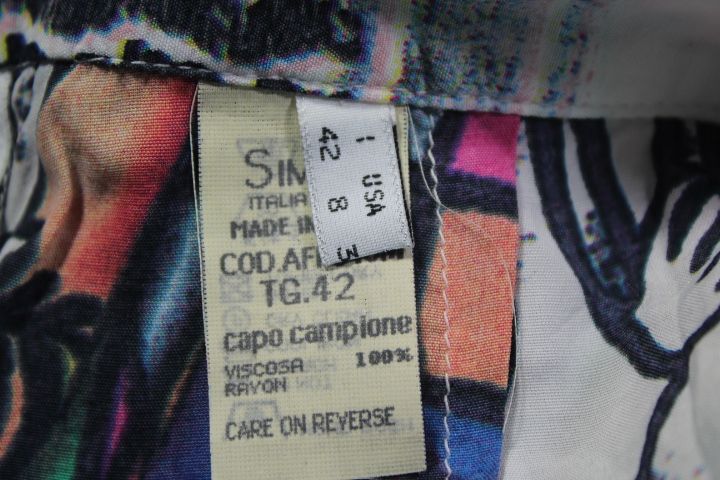 I USA
42 8
SIM
ITALIA
MADE IN
COD.AF
TG.42
capo campione
VISCOSA 100%
RAYON
CARE ON REVERSE